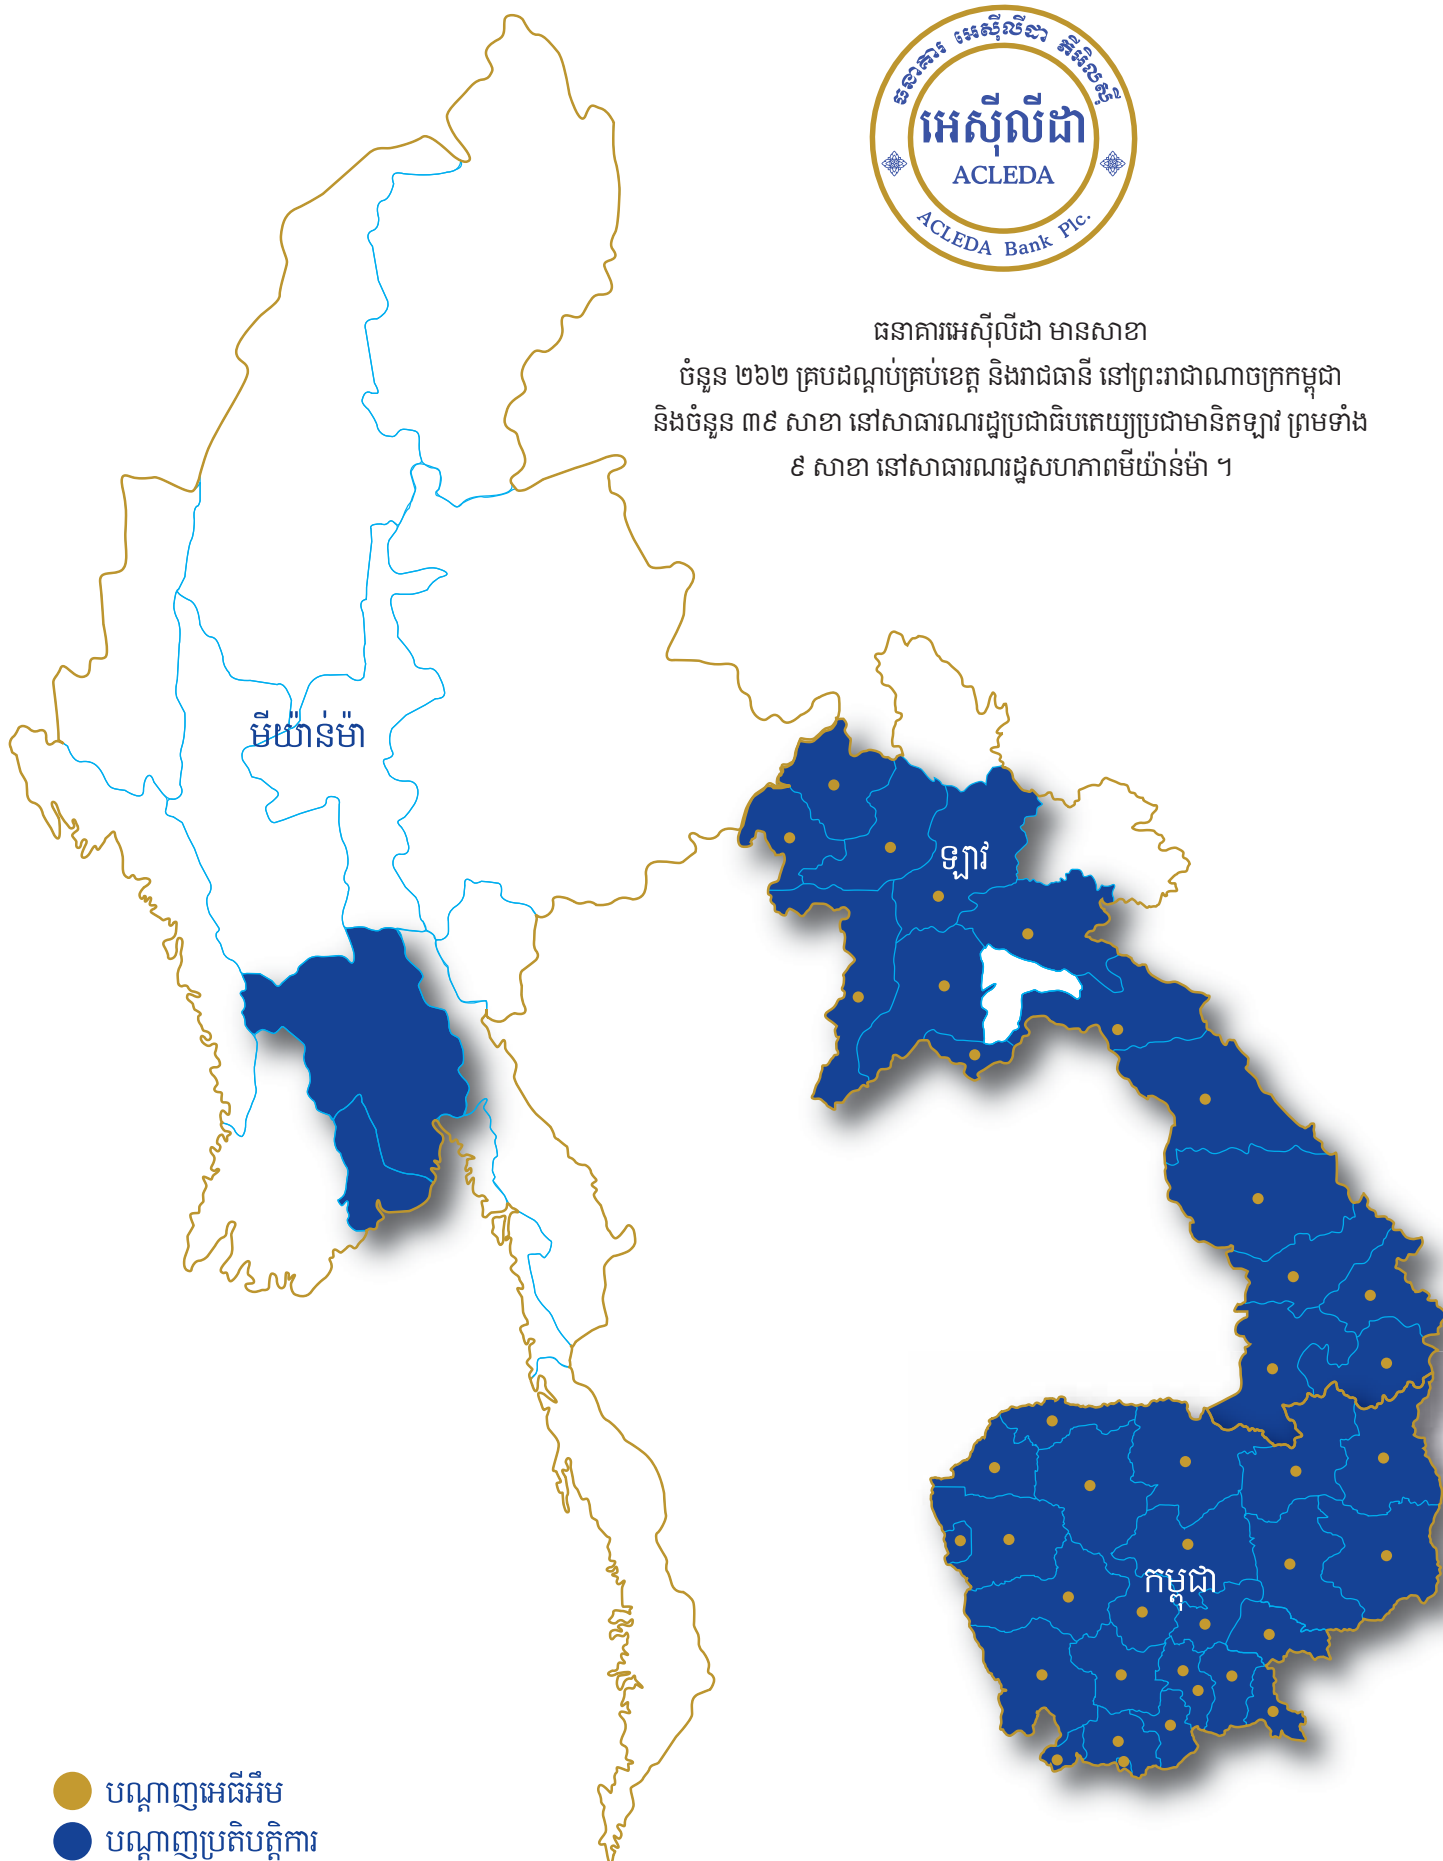 ធនាគារ អេស៊ីលីដា ភីអិលស៊ី
អេស៊ីលីដា
ACLEDA
ACLEDA Bank Plc.
ធនាគារអេស៊ីលីដា មានសាខា
ចំនួន ២៦២ គ្របដណ្តប់គ្រប់ខេត្ត និងរាជធានី នៅព្រះរាជាណាចក្រកម្ពុជា
និងចំនួន ៣៩ សាខា នៅសាធារណរដ្ឋប្រជាធិបតេយ្យប្រជាមានិតឡាវ ព្រមទាំង
៩ សាខា នៅសាធារណរដ្ឋសហភាពមីយ៉ាន់ម៉ា ។
មីយ៉ាន់ម៉ា
ឡាវ
កម្ពុជា
បណ្តាញអេធីអឹម
បណ្តាញប្រតិបត្តិការ